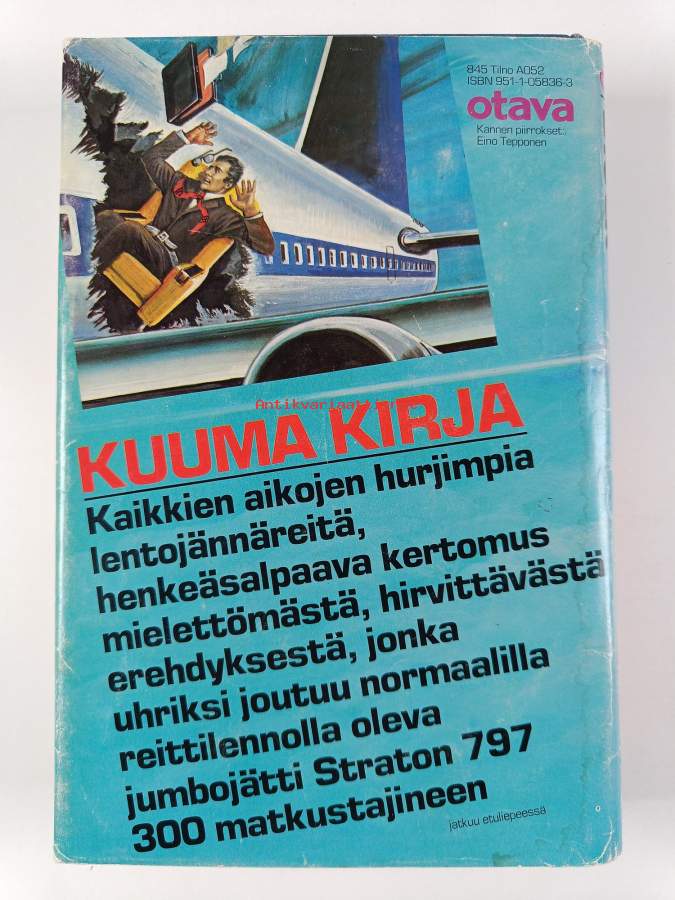 845 Tilno A052
ISBN 951-1-05836-3
otava
Kannen piirrokset:
Eino Tepponen
Antikvariaatti.net
KUUMA KIRJA
Kaikkien aikojen hurjimpia
lentojännäreitä,
henkeäsalpaava kertomus
mielettömästä, hirvittävästä
erehdyksestä, jonka
uhriksi joutuu normaalilla
reittilennolla oleva
jumbojätti Straton 797
300 matkustajineen
jatkuu etuliepeessä